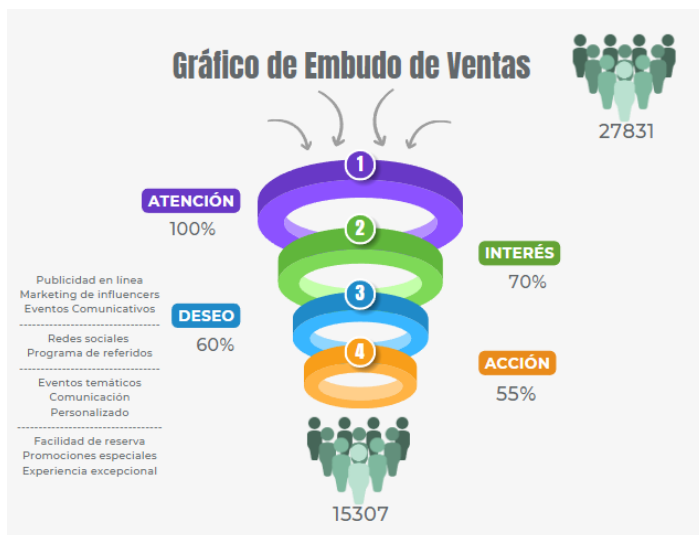 Gráfico de Embudo de Ventas
27831
1
ATENCIÓN
100%
2
INTERÉS
70%
3
DESEO
60%
4
ACCIÓN
55%
Publicidad en línea
Marketing de influencers
Eventos Comunicativos
Redes sociales
Programa de referidos
Eventos temáticos
Comunicación
Personalizado
Facilidad de reserva
Promociones especiales
Experiencia excepcional
15307